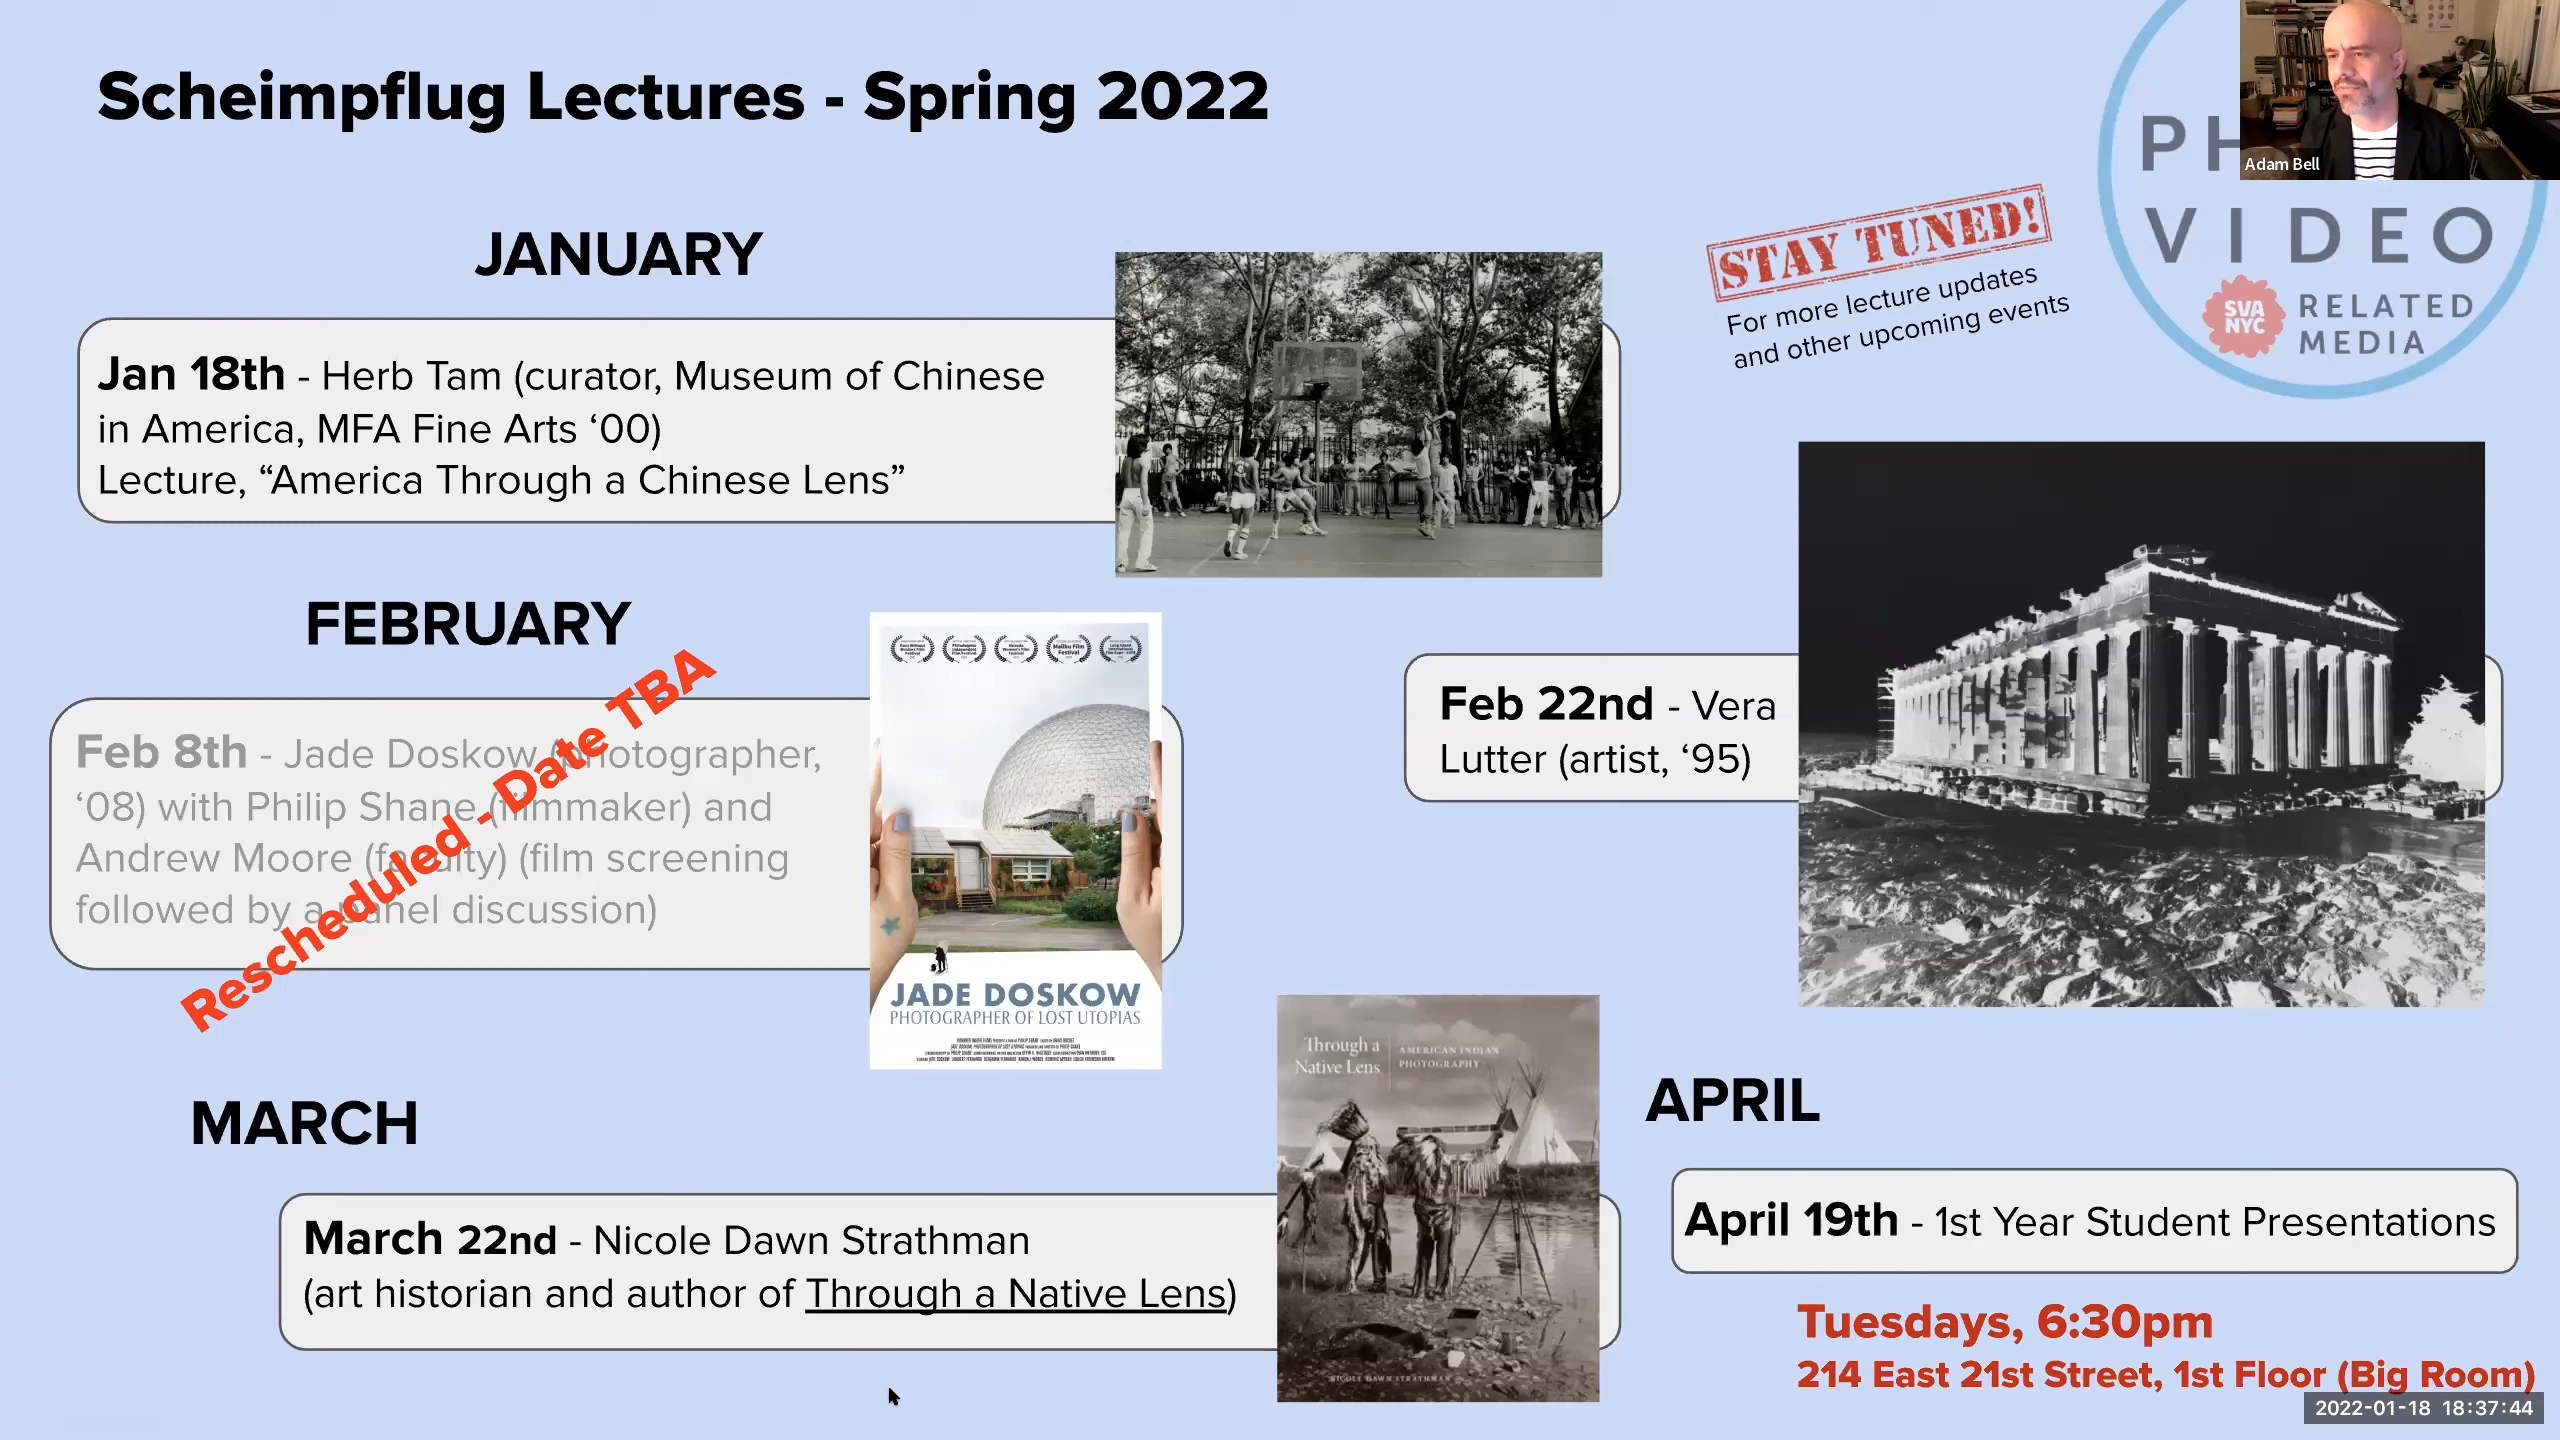 Scheimpflug Lectures - Spring 2022
Adam Bell
PH
VIDEO
SVA
NYC
RELATED
MEDIA
STAY TUNED!
For more lecture updates
and other upcoming events
JANUARY
Jan 18th - Herb Tam (curator, Museum of Chinese
in America, MFA Fine Arts ‘00)
Lecture, “America Through a Chinese Lens”
FEBRUARY
Rescheduled - Date TBA
Feb 8th - Jade Doskow (photographer,
‘08) with Philip Shane (filmmaker) and
Andrew Moore (faculty) (film screening
followed by a panel discussion)
Malibu Film
Festival
JADE DOSKOW
PHOTOGRAPHER OF LOST UTOPIAS
Feb 22nd - Vera
Lutter (artist, ‘95)
MARCH
March 22nd - Nicole Dawn Strathman
(art historian and author of Through a Native Lens)
Through a
Native Lens
AMERICAN INDIAN
PHOTOGRAPHY
NICOLE DAWN STRATHMAN
APRIL
April 19th - 1st Year Student Presentations
Tuesdays, 6:30pm
214 East 21st Street, 1st Floor (Big Room)
2022-01-18 18:37:44